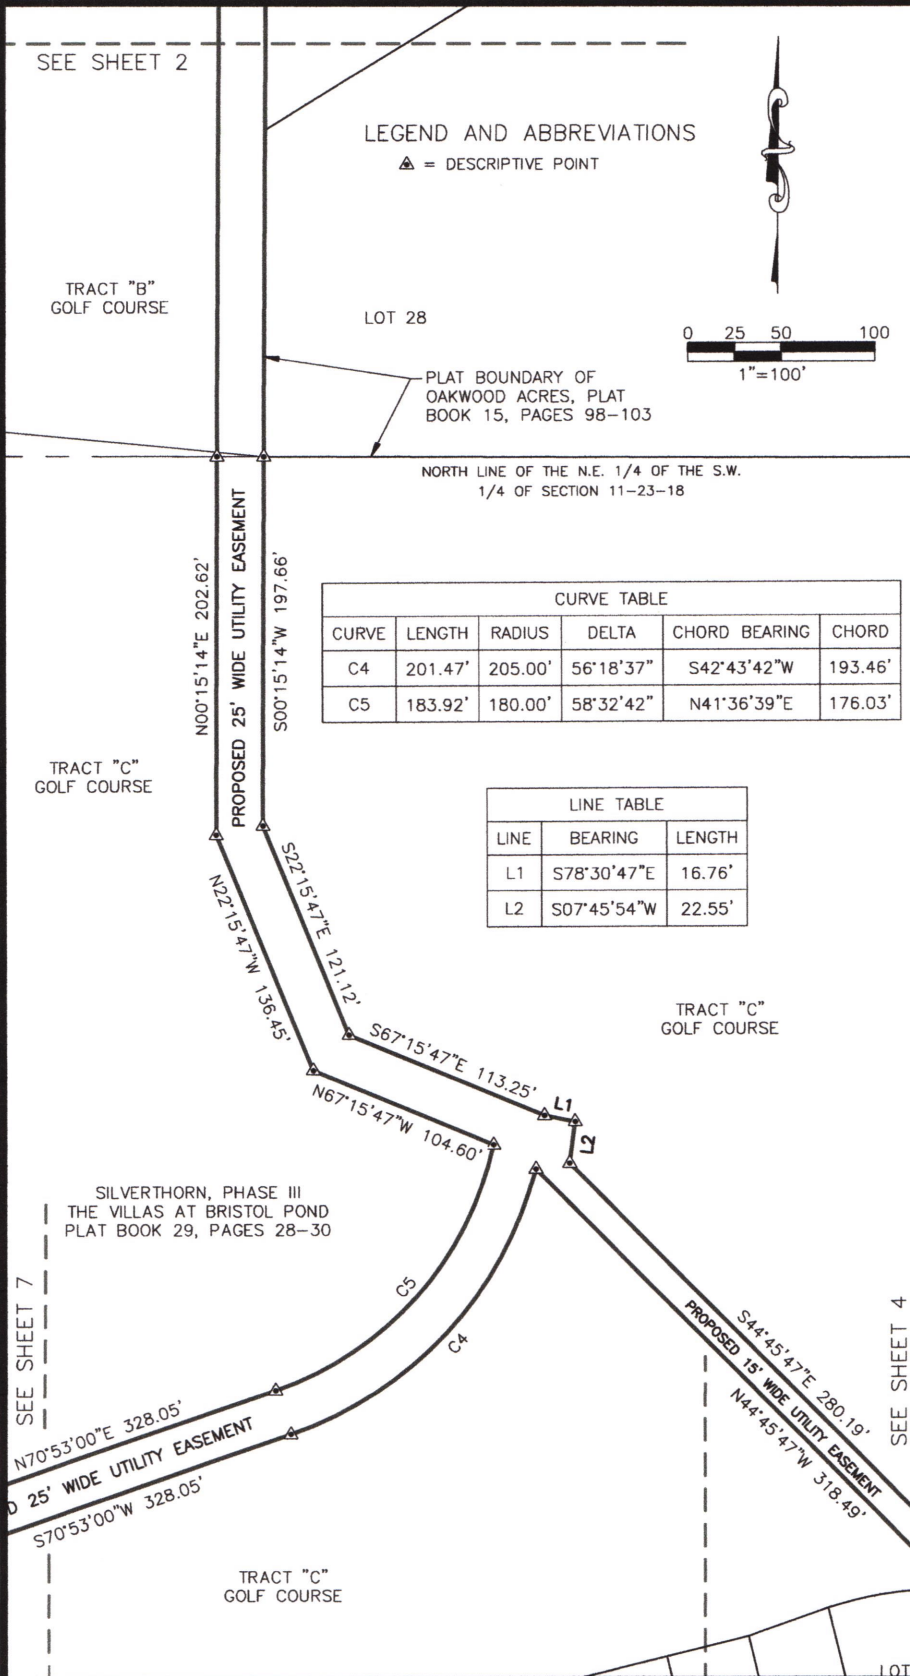 SEE SHEET 2
LEGEND AND ABBREVIATIONS
= DESCRIPTIVE POINT
TRACT "B"
GOLF COURSE
LOT 28
0 25 50 100
1"=100'
PLAT BOUNDARY OF
OAKWOOD ACRES, PLAT
BOOK 15, PAGES 98-103
NORTH LINE OF THE N.E. 1/4 OF THE S.W.
1/4 OF SECTION 11-23-18
N00°15'14"E 202.62'
PROPOSED 25' WIDE UTILITY EASEMENT
S00°15'14"W 197.66'
CURVE TABLE
CURVE LENGTH RADIUS DELTA CHORD BEARING CHORD
C4 201.47' 205.00' 56°18'37" S42°43'42"W 193.46'
C5 183.92' 180.00' 58°32'42" N41°36'39"E 176.03'
TRACT "C"
GOLF COURSE
LINE TABLE
LINE BEARING LENGTH
L1 S78°30'47"E 16.76'
L2 S07°45'54"W 22.55'
S22°15'47"E 121.12'
N22°15'47"W 136.45'
TRACT "C"
GOLF COURSE
S67°15'47"E 113.25'
N67°15'47"W 104.60'
L1
L2
SILVERTHORN, PHASE III
THE VILLAS AT BRISTOL POND
PLAT BOOK 29, PAGES 28-30
SEE SHEET 7
C5
C4
SEE SHEET 4
S44°45'47"E 280.19'
PROPOSED 15' WIDE UTILITY EASEMENT
N44°45'47"W 318.49'
N70°53'00"E 328.05'
D 25' WIDE UTILITY EASEMENT
S70°53'00"W 328.05'
TRACT "C"
GOLF COURSE
LOT